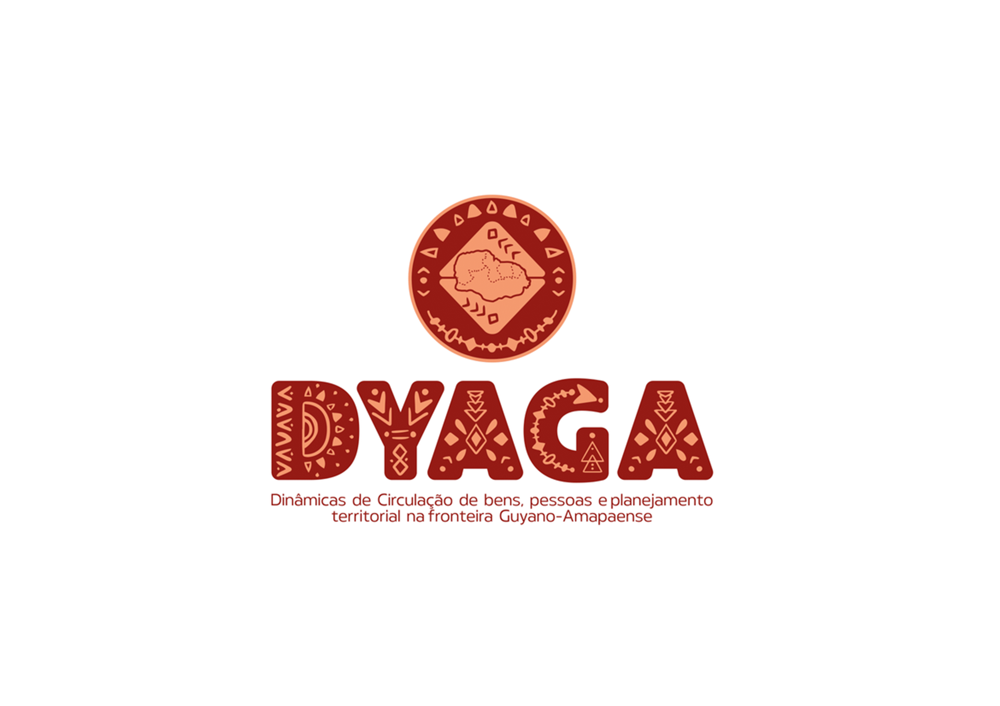 DYAGA
Dinâmicas de Circulação de bens, pessoas e planejamento
territorial na fronteira Guyano-Amapaense